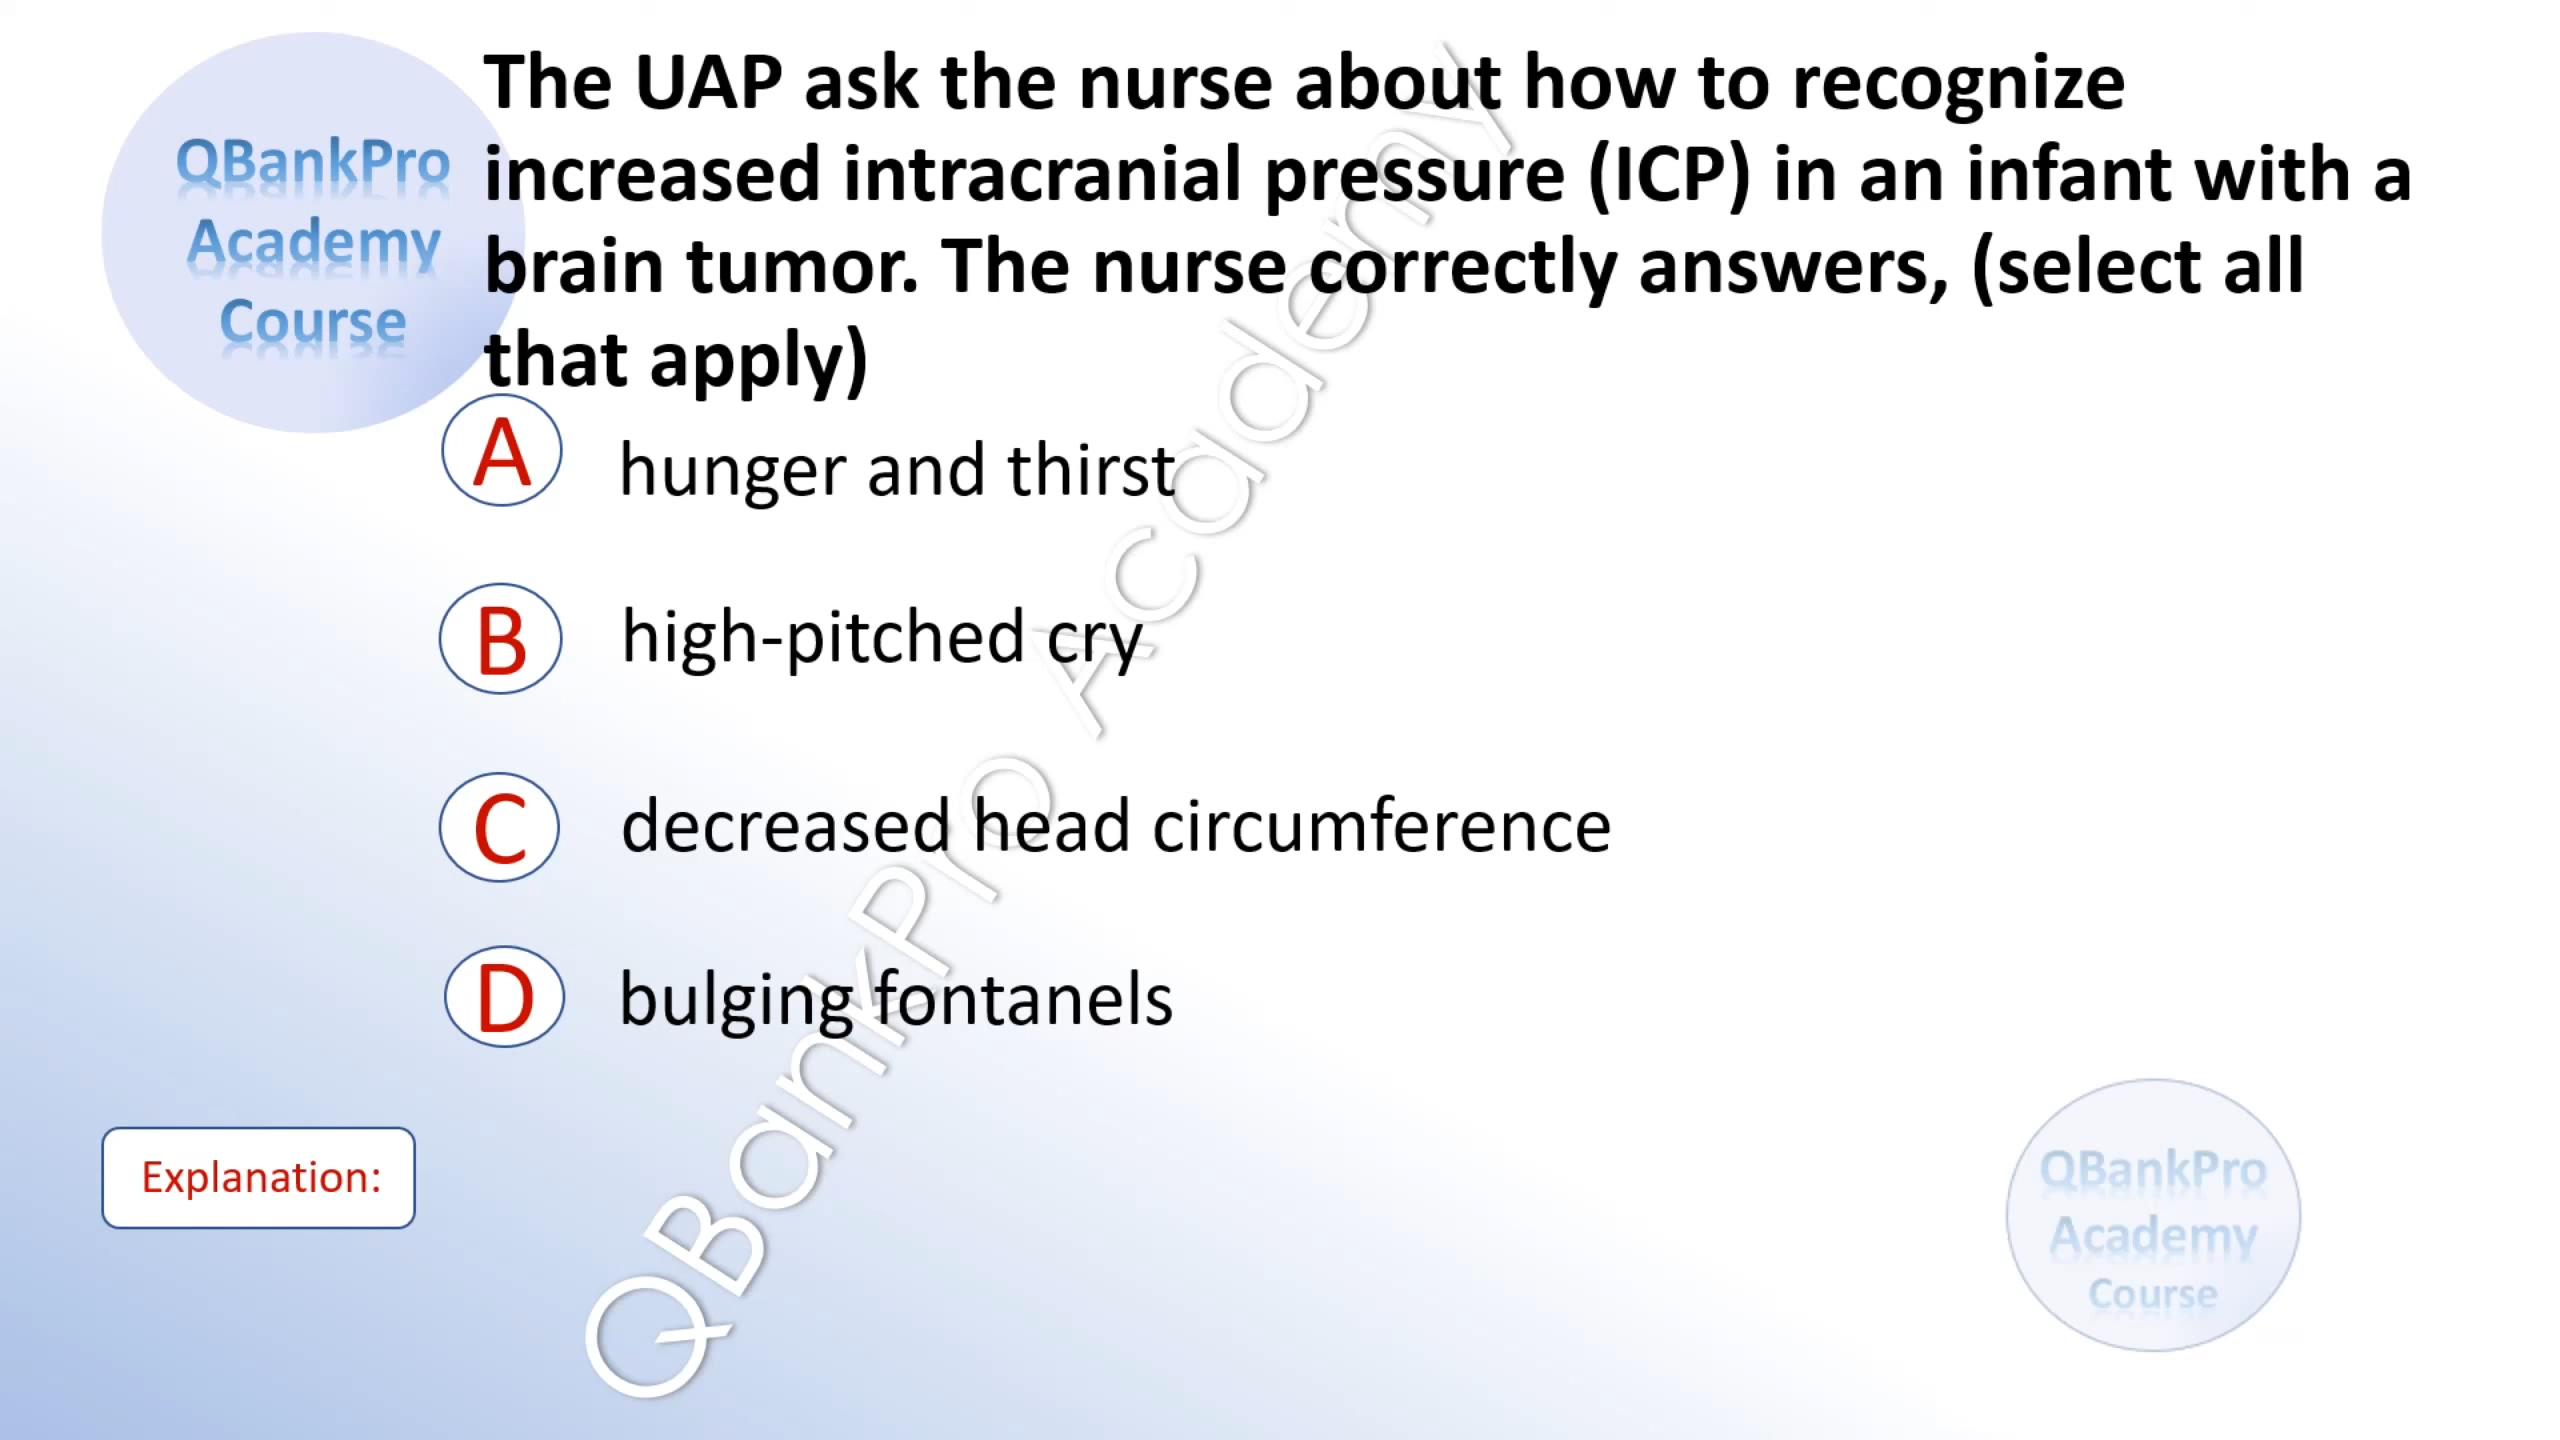 QBankPro
Academy
Course
The UAP ask the nurse about how to recognize
increased intracranial pressure (ICP) in an infant with a
brain tumor. The nurse correctly answers, (select all
that apply)
A hunger and thirst
B high-pitched cry
C decreased head circumference
D bulging fontanels
Explanation:
QBankPro Academy
QBankPro
Academy
Course